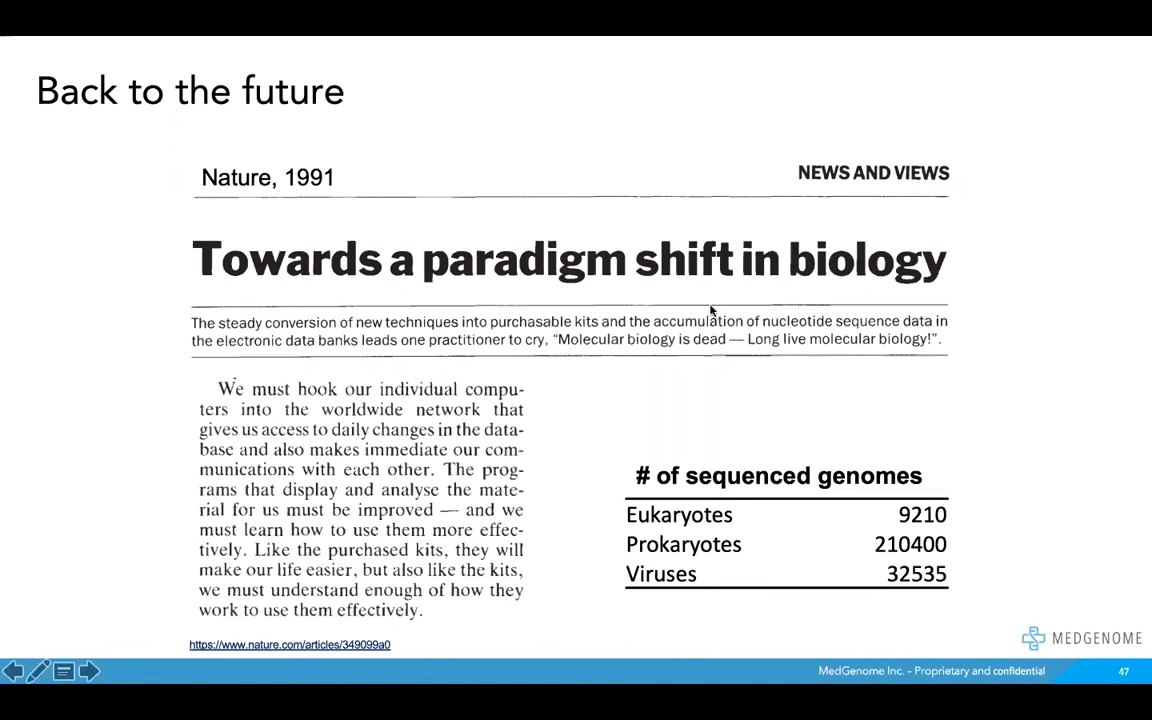 Back to the future
Nature, 1991
NEWS AND VIEWS
Towards a paradigm shift in biology
The steady conversion of new techniques into purchasable kits and the accumulation of nucleotide sequence data in
the electronic data banks leads one practitioner to cry, “Molecular biology is dead — Long live molecular biology!”.
We must hook our individual compu-
ters into the worldwide network that
gives us access to daily changes in the data-
base and also makes immediate our com-
munications with each other. The prog-
rams that display and analyse the mate-
rial for us must be improved — and we
must learn how to use them more effec-
tively. Like the purchased kits, they will
make our life easier, but also like the kits,
we must understand enough of how they
work to use them effectively.
# of sequenced genomes
Eukaryotes 9210
Prokaryotes 210400
Viruses 32535
https://www.nature.com/articles/349099a0
MEDGENOME
MedGenome Inc. – Proprietary and confidential
47